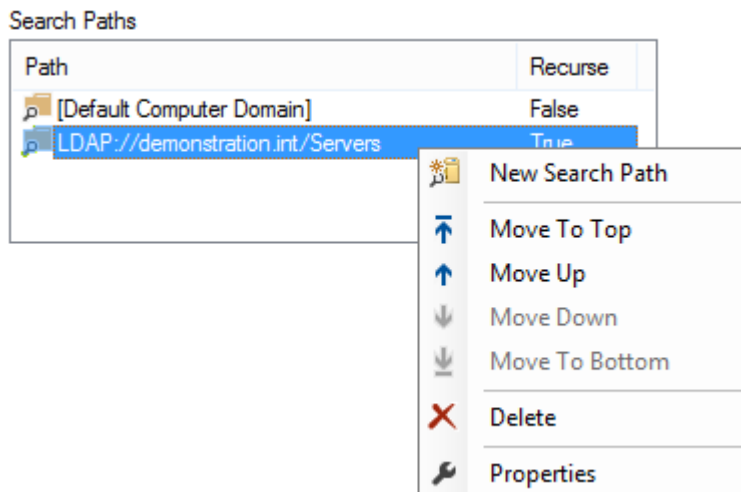 Search Paths
Path Recurse
[Default Computer Domain] False
LDAP://demonstration.int/Servers True
New Search Path
Move To Top
Move Up
Move Down
Move To Bottom
Delete
Properties